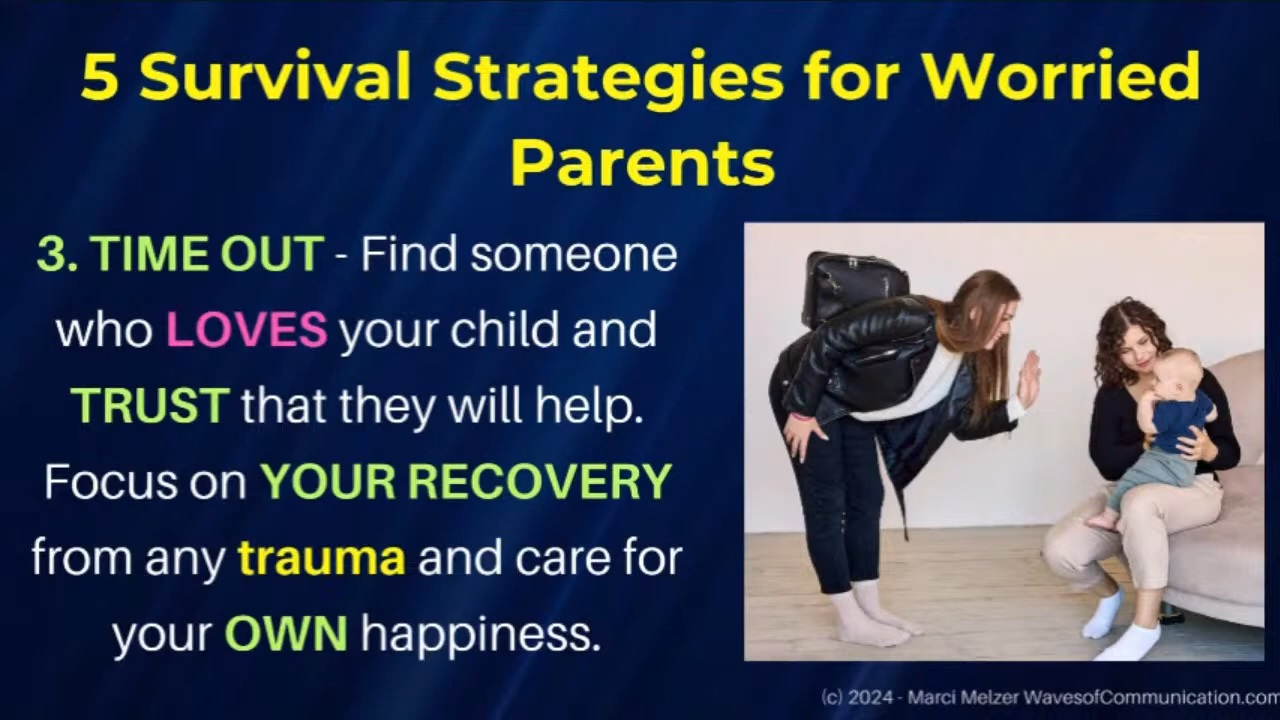 5 Survival Strategies for Worried
Parents
3. TIME OUT - Find someone
who LOVES your child and
TRUST that they will help.
Focus on YOUR RECOVERY
from any trauma and care for
your OWN happiness.
(c) 2024 - Marci Melzer WavesofCommunication.com